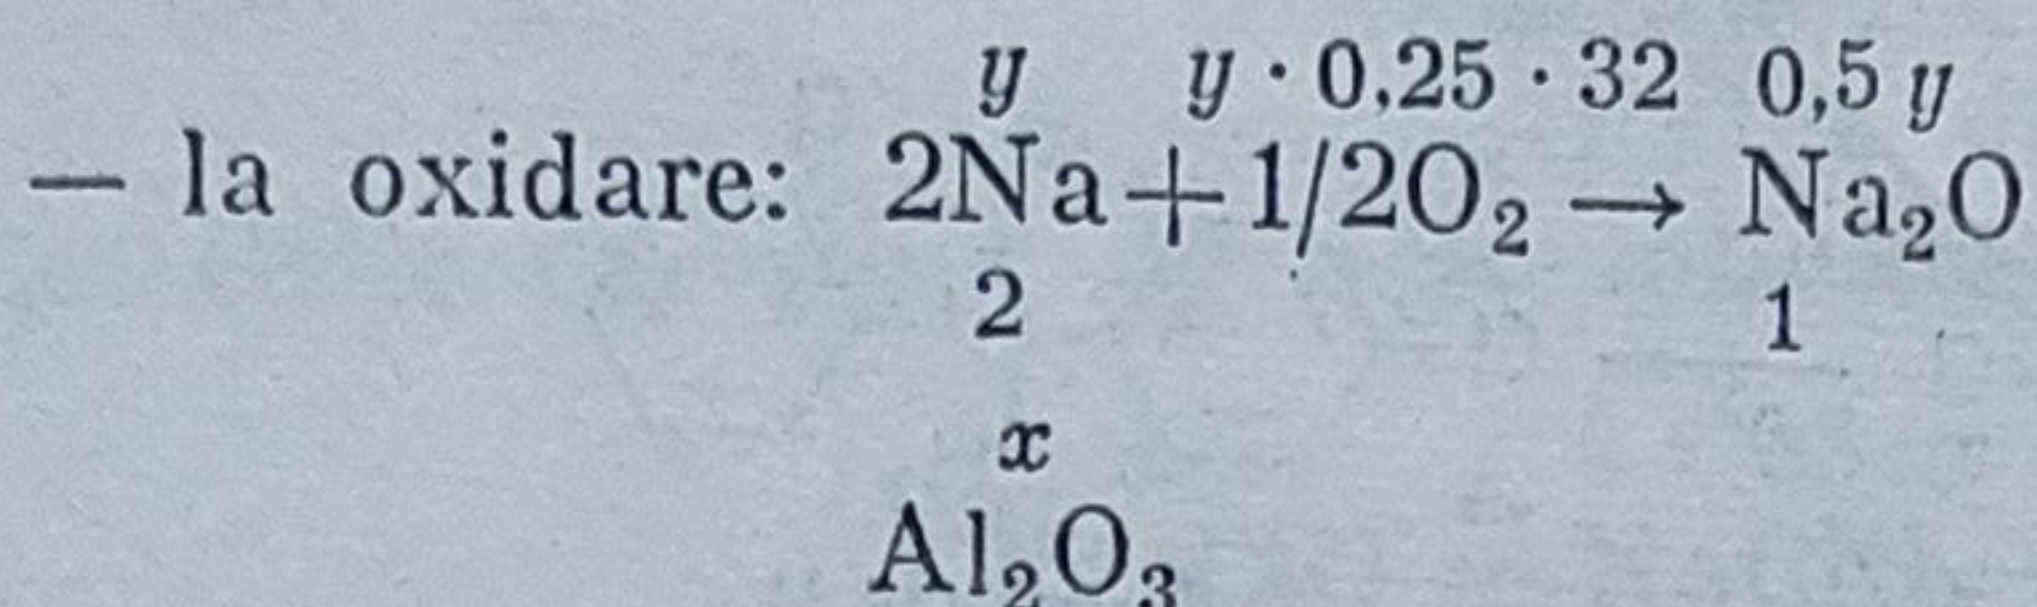 y y · 0,25 · 32 0,5 y
— la oxidare: 2Na+1/2O₂ → Na₂O
2 1
x
Al₂O₃